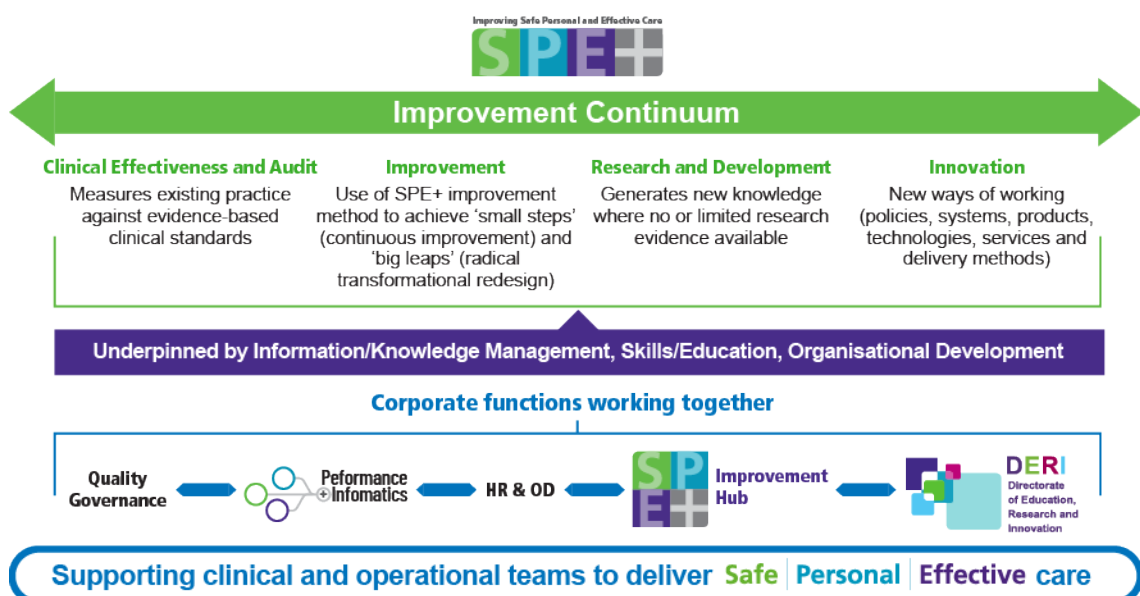 Improving Safe Personal and Effective Care
SPE+
Improvement Continuum
Clinical Effectiveness and Audit
Measures existing practice
against evidence-based
clinical standards
Improvement
Use of SPE+ improvement
method to achieve ‘small steps’
(continuous improvement) and
‘big leaps’ (radical
transformational redesign)
Research and Development
Generates new knowledge
where no or limited research
evidence available
Innovation
New ways of working
(policies, systems, products,
technologies, services and
delivery methods)
Underpinned by Information/Knowledge Management, Skills/Education, Organisational Development
Corporate functions working together
Quality
Governance
Peformance
+Infomatics
HR & OD
SP
E+
Improvement
Hub
DERI
Directorate
of Education,
Research and
Innovation
Supporting clinical and operational teams to deliver Safe | Personal | Effective care